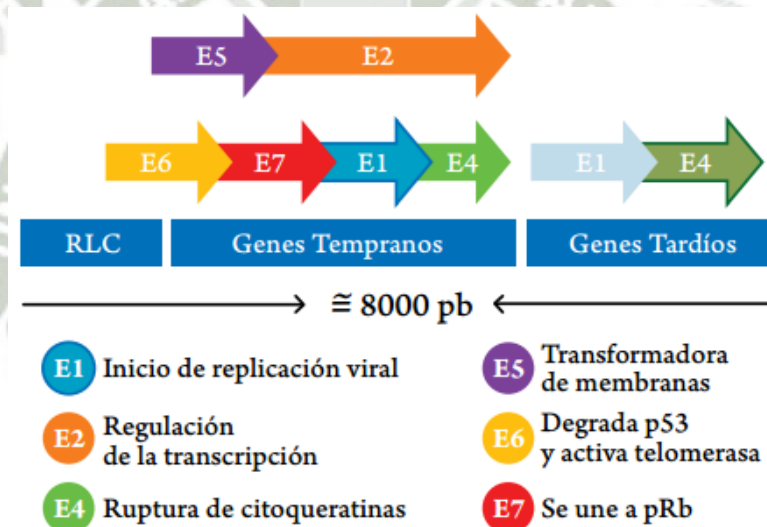 E5 E2
E6 E7 E1 E4 E1 E4
RLC Genes Tempranos Genes Tardíos
≅ 8000 pb
E1 Inicio de replicación viral
E2 Regulación
de la transcripción
E4 Ruptura de citoqueratinas
E5 Transformadora
de membranas
E6 Degrada p53
y activa telomerasa
E7 Se une a pRb